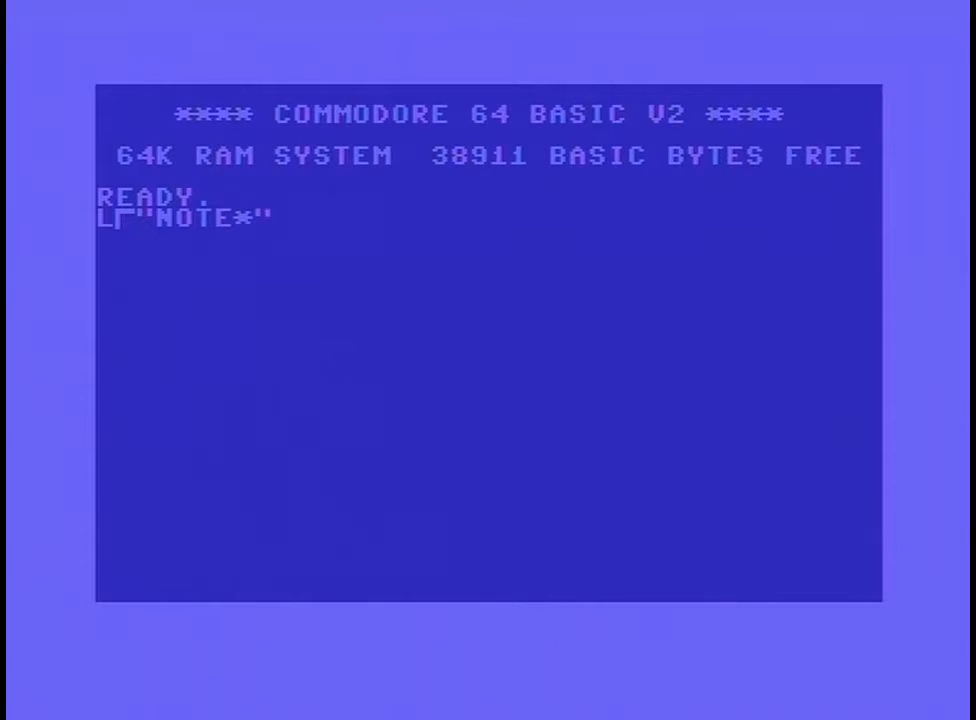 **** COMMODORE 64 BASIC V2 ****
64K RAM SYSTEM  38911 BASIC BYTES FREE
READY.
L┌"NOTE*"